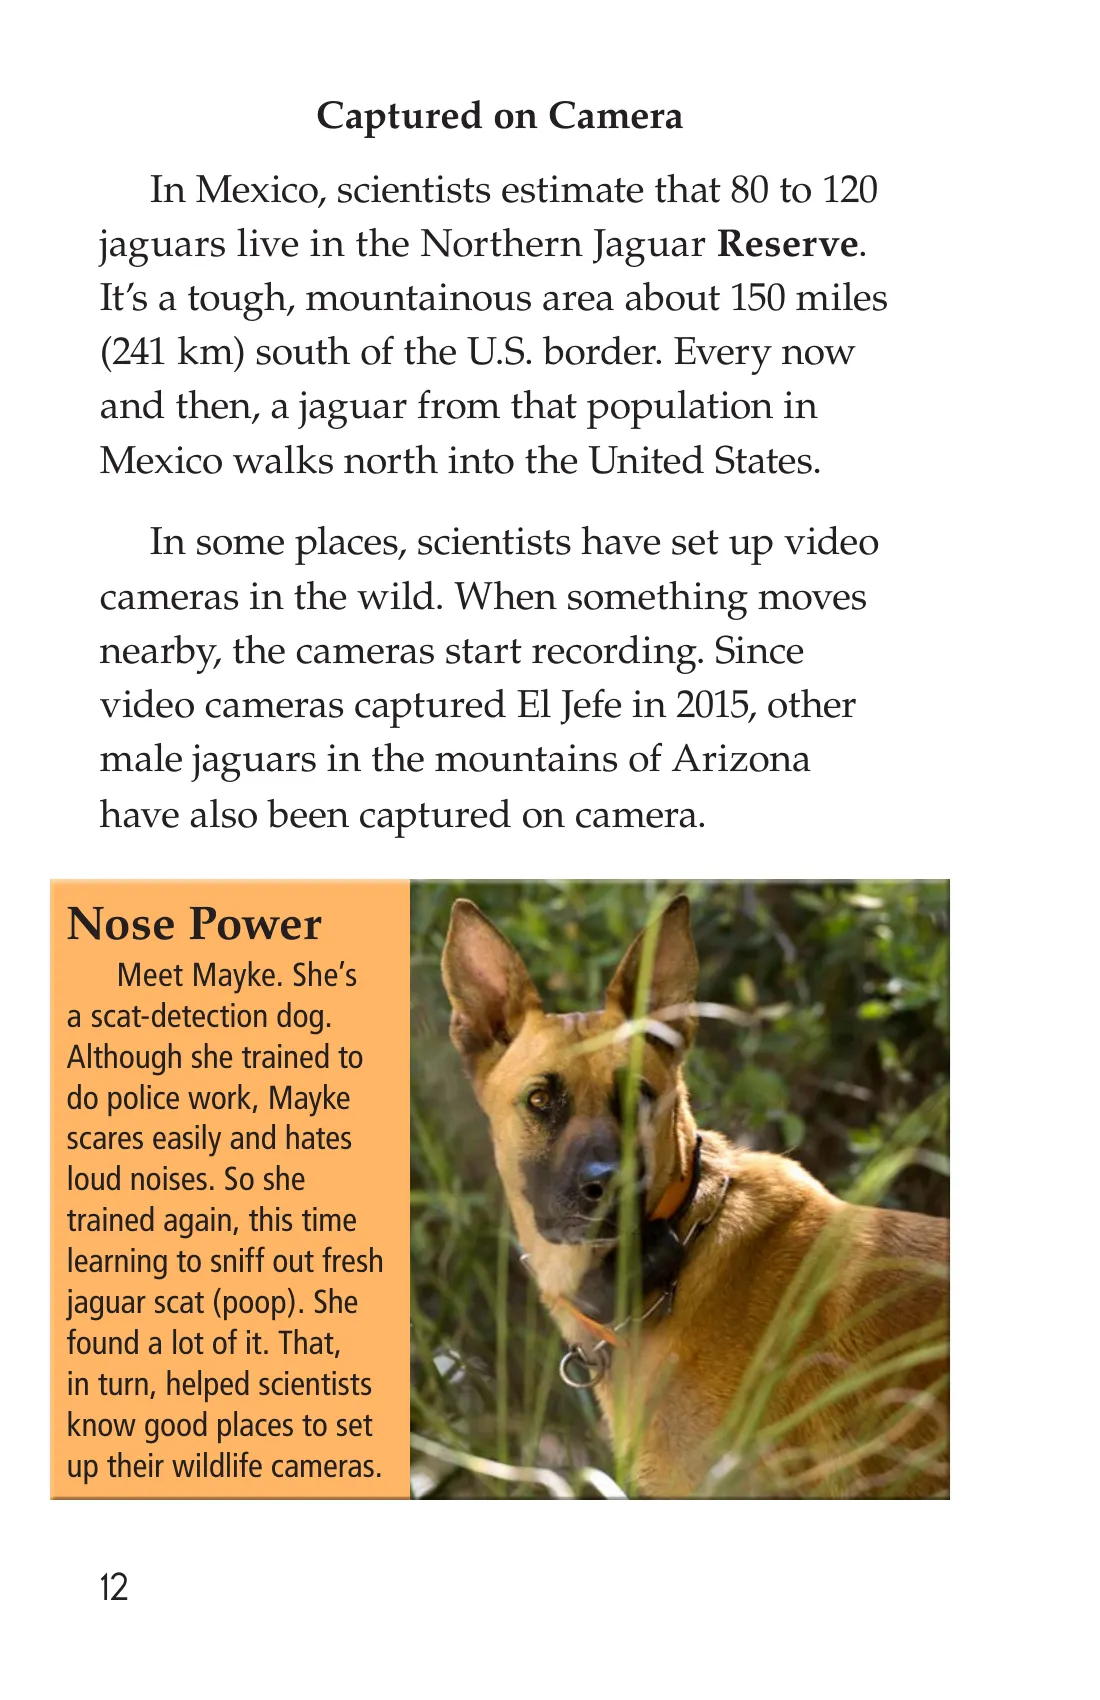 Captured on Camera
In Mexico, scientists estimate that 80 to 120
jaguars live in the Northern Jaguar Reserve.
It’s a tough, mountainous area about 150 miles
(241 km) south of the U.S. border. Every now
and then, a jaguar from that population in
Mexico walks north into the United States.
In some places, scientists have set up video
cameras in the wild. When something moves
nearby, the cameras start recording. Since
video cameras captured El Jefe in 2015, other
male jaguars in the mountains of Arizona
have also been captured on camera.
Nose Power
Meet Mayke. She’s
a scat-detection dog.
Although she trained to
do police work, Mayke
scares easily and hates
loud noises. So she
trained again, this time
learning to sniff out fresh
jaguar scat (poop). She
found a lot of it. That,
in turn, helped scientists
know good places to set
up their wildlife cameras.
12